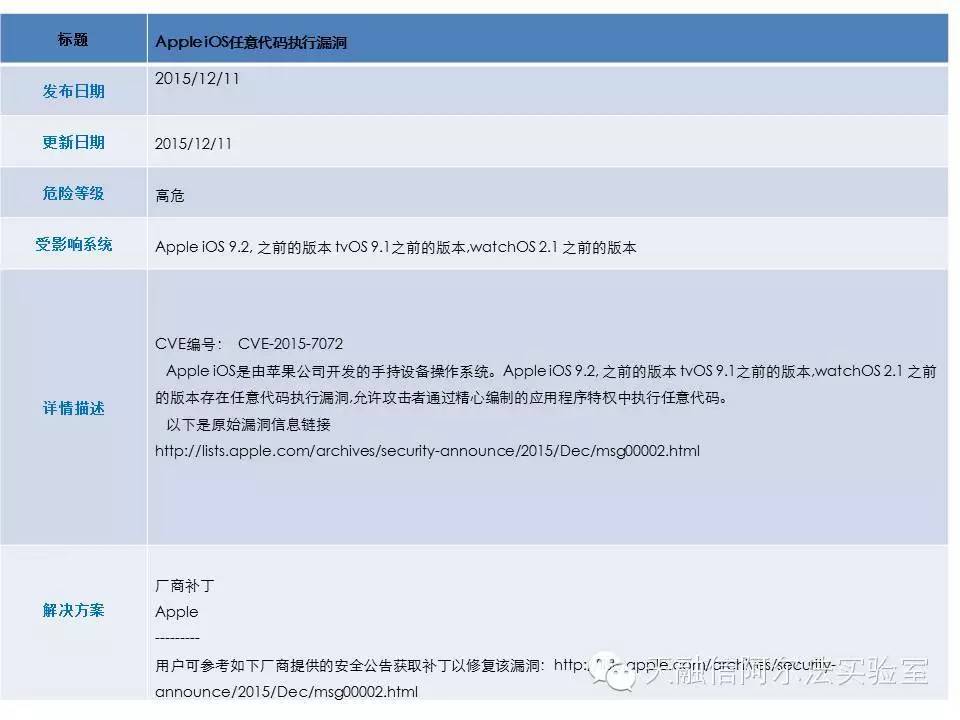 标题
Apple iOS任意代码执行漏洞
发布日期
2015/12/11
更新日期
2015/12/11
危险等级
高危
受影响系统
Apple iOS 9.2, 之前的版本 tvOS 9.1之前的版本,watchOS 2.1 之前的版本
详情描述
CVE编号： CVE-2015-7072
Apple iOS是由苹果公司开发的手持设备操作系统。Apple iOS 9.2, 之前的版本 tvOS 9.1之前的版本,watchOS 2.1 之前
的版本存在任意代码执行漏洞,允许攻击者通过精心编制的应用程序特权中执行任意代码。
以下是原始漏洞信息链接
http://lists.apple.com/archives/security-announce/2015/Dec/msg00002.html
解决方案
厂商补丁
Apple
---------
用户可参考如下厂商提供的安全公告获取补丁以修复该漏洞：http: apple.com/archives/security-
announce/2015/Dec/msg00002.html
天融信阿尔法实验室